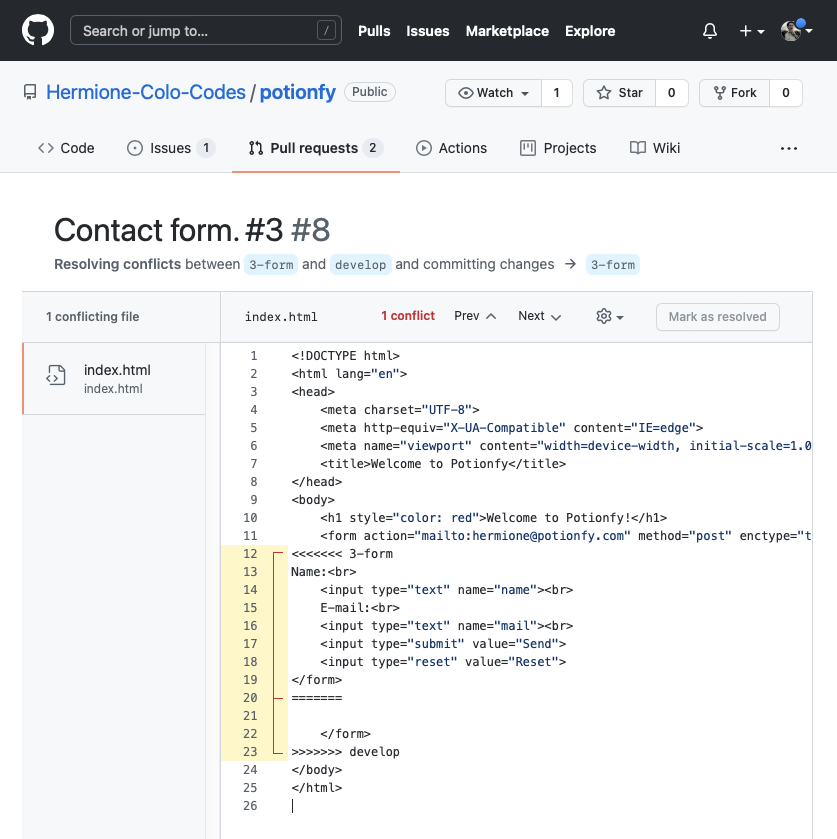 Search or jump to... /
Pulls Issues Marketplace Explore
Hermione-Colo-Codes / potionfy Public
Watch 1 Star 0 Fork 0
Code Issues 1 Pull requests 2 Actions Projects Wiki ...
Contact form. #3 #8
Resolving conflicts between 3-form and develop and committing changes → 3-form
1 conflicting file
index.html 1 conflict Prev Next Mark as resolved
index.html
index.html
1 <!DOCTYPE html>
2 <html lang="en">
3 <head>
4     <meta charset="UTF-8">
5     <meta http-equiv="X-UA-Compatible" content="IE=edge">
6     <meta name="viewport" content="width=device-width, initial-scale=1.0
7     <title>Welcome to Potionfy</title>
8 </head>
9 <body>
10     <h1 style="color: red">Welcome to Potionfy!</h1>
11     <form action="mailto:hermione@potionfy.com" method="post" enctype="t
12 <<<<<<< 3-form
13 Name:<br>
14     <input type="text" name="name"><br>
15     E-mail:<br>
16     <input type="text" name="mail"><br>
17     <input type="submit" value="Send">
18     <input type="reset" value="Reset">
19 </form>
20 =======
21
22     </form>
23 >>>>>>> develop
24 </body>
25 </html>
26